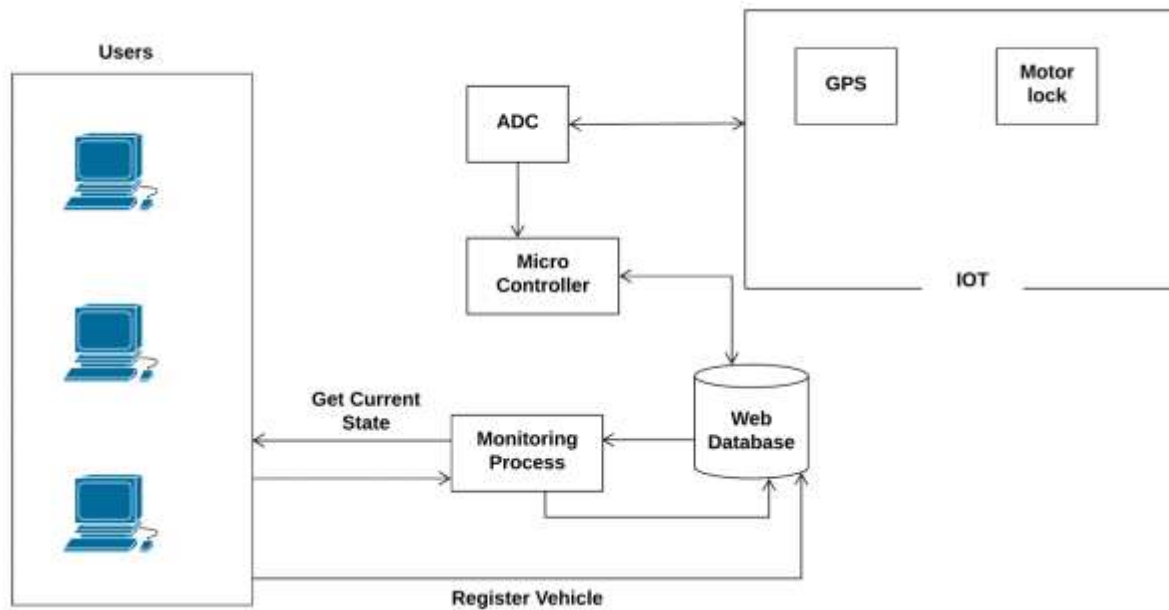 Users
GPS
Motor
lock
ADC
Micro
Controller
IOT
Get Current
State
Monitoring
Process
Web
Database
Register Vehicle